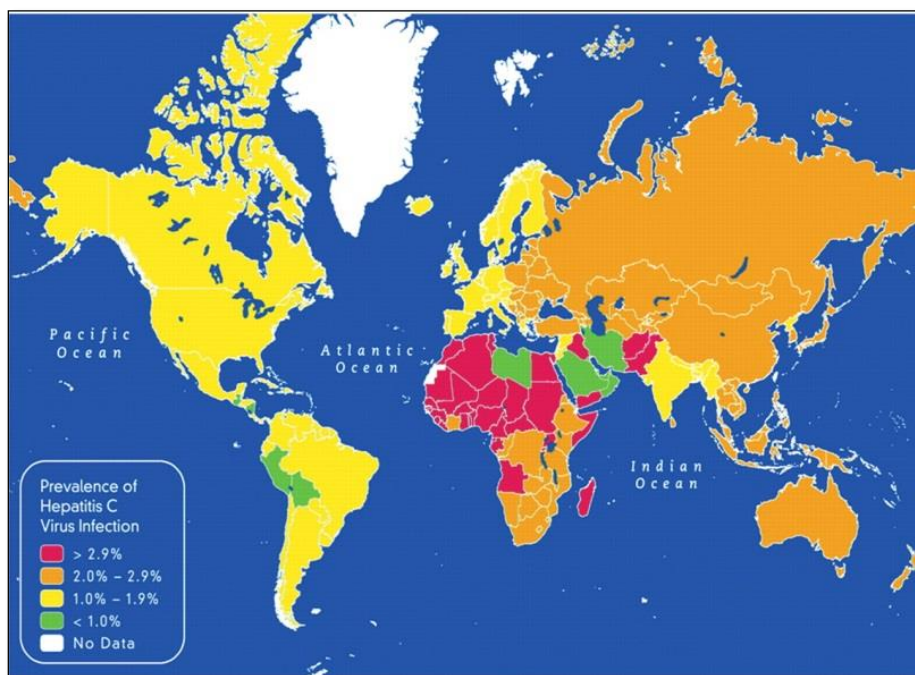 Pacific
Ocean
Atlantic
Ocean
Indian
Ocean
Prevalence of
Hepatitis C
Virus Infection
> 2.9%
2.0% – 2.9%
1.0% – 1.9%
< 1.0%
No Data